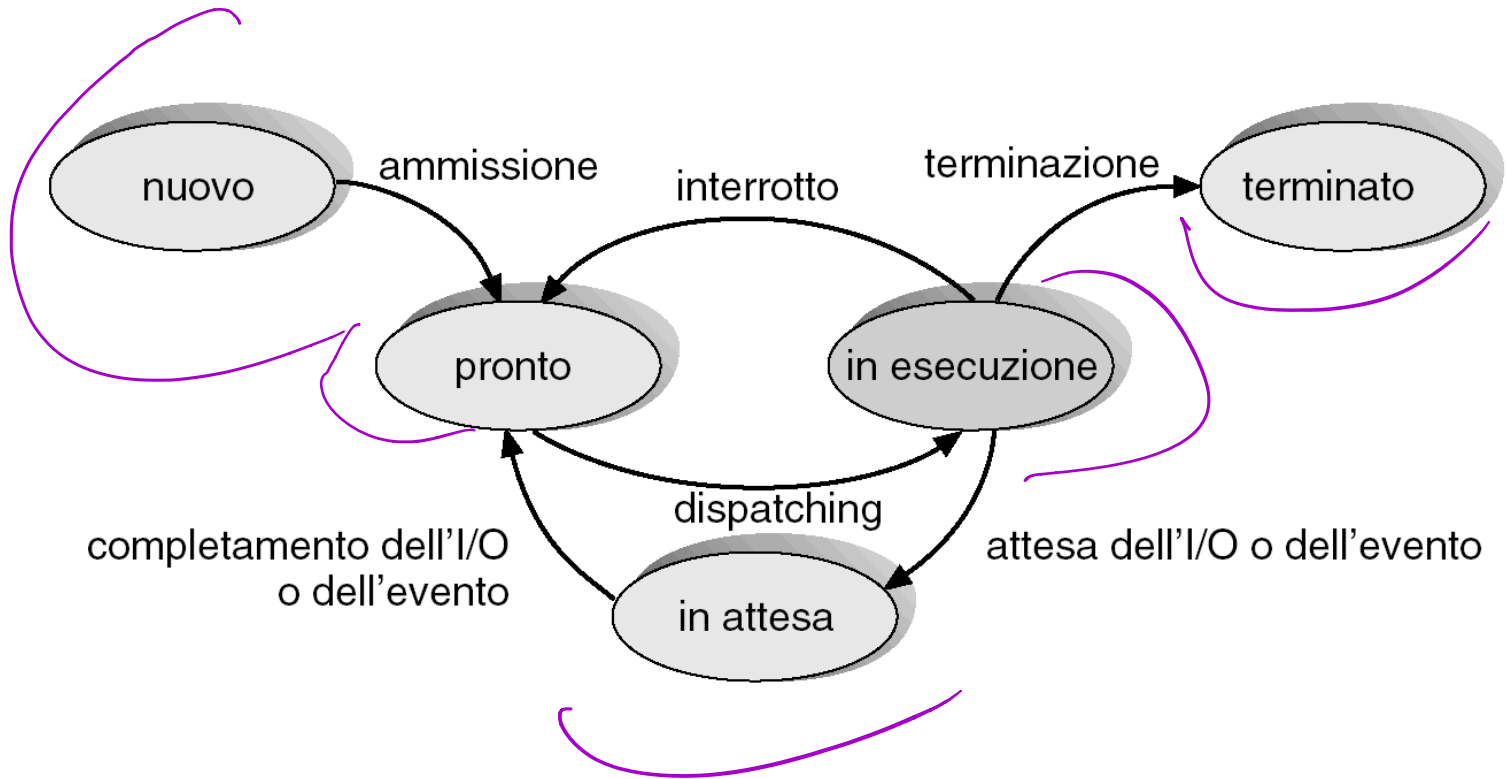 nuovo
ammissione
interrotto
terminazione
terminato
pronto
in esecuzione
dispatching
completamento dell'I/O
o dell'evento
attesa dell'I/O o dell'evento
in attesa